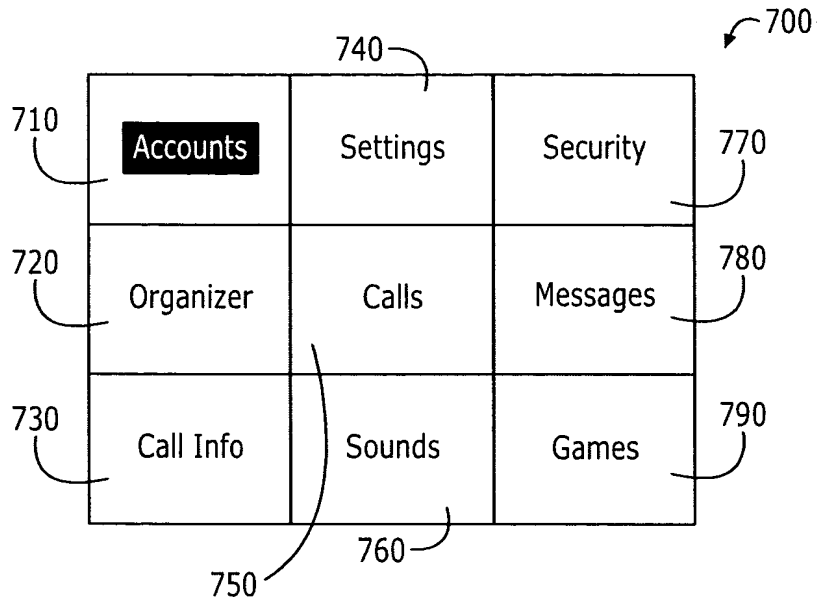 700
740
710
Accounts
Settings
Security
770
720
Organizer
Calls
Messages
780
730
Call Info
Sounds
Games
790
760
750